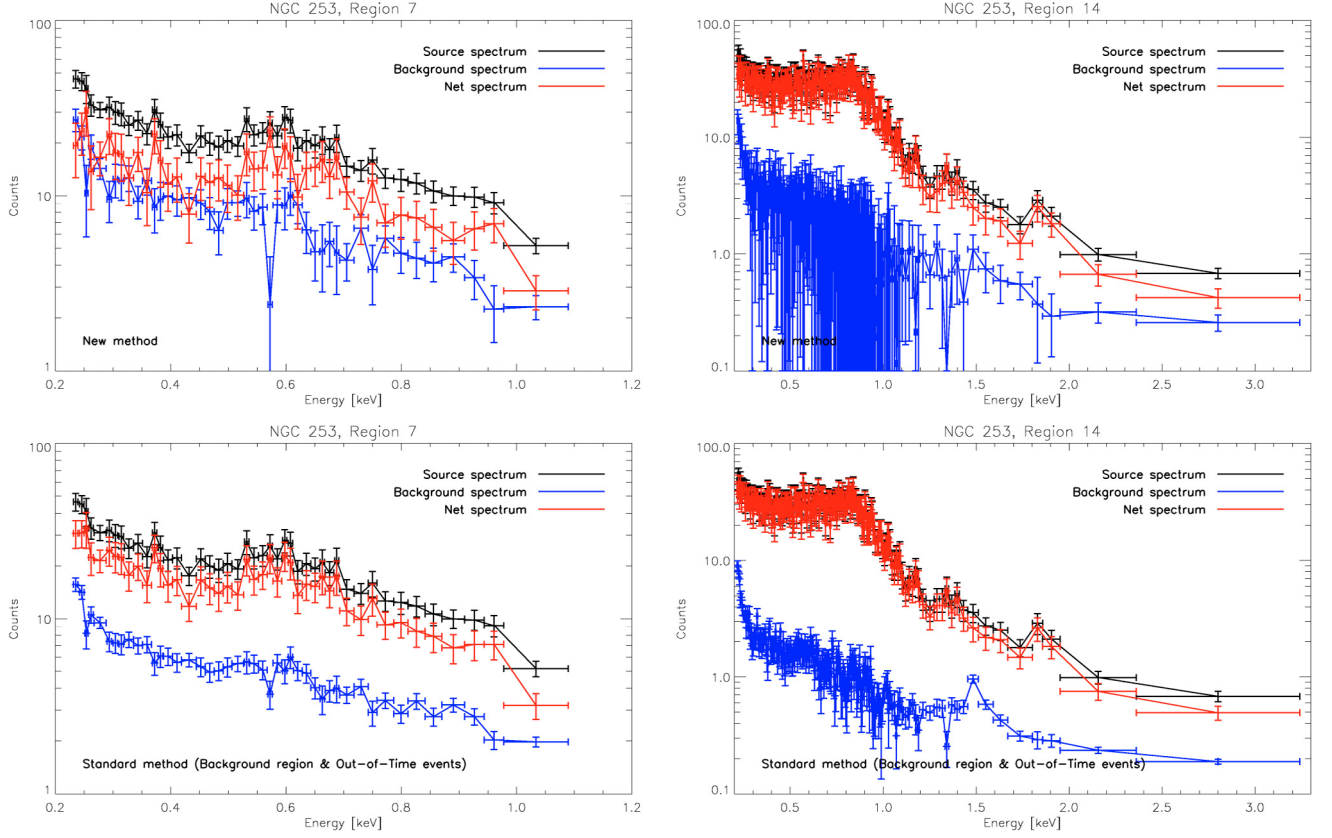 NGC 253, Region 7
100
10
1
Counts
Source spectrum
Background spectrum
Net spectrum
New method
0.2 0.4 0.6 0.8 1.0 1.2
Energy [keV]
NGC 253, Region 14
100.0
10.0
1.0
0.1
Counts
Source spectrum
Background spectrum
Net spectrum
New method
0.5 1.0 1.5 2.0 2.5 3.0
Energy [keV]
NGC 253, Region 7
100
10
1
Counts
Source spectrum
Background spectrum
Net spectrum
Standard method (Background region & Out-of-Time events)
0.2 0.4 0.6 0.8 1.0 1.2
Energy [keV]
NGC 253, Region 14
100.0
10.0
1.0
0.1
Counts
Source spectrum
Background spectrum
Net spectrum
Standard method (Background region & Out-of-Time events)
0.5 1.0 1.5 2.0 2.5 3.0
Energy [keV]